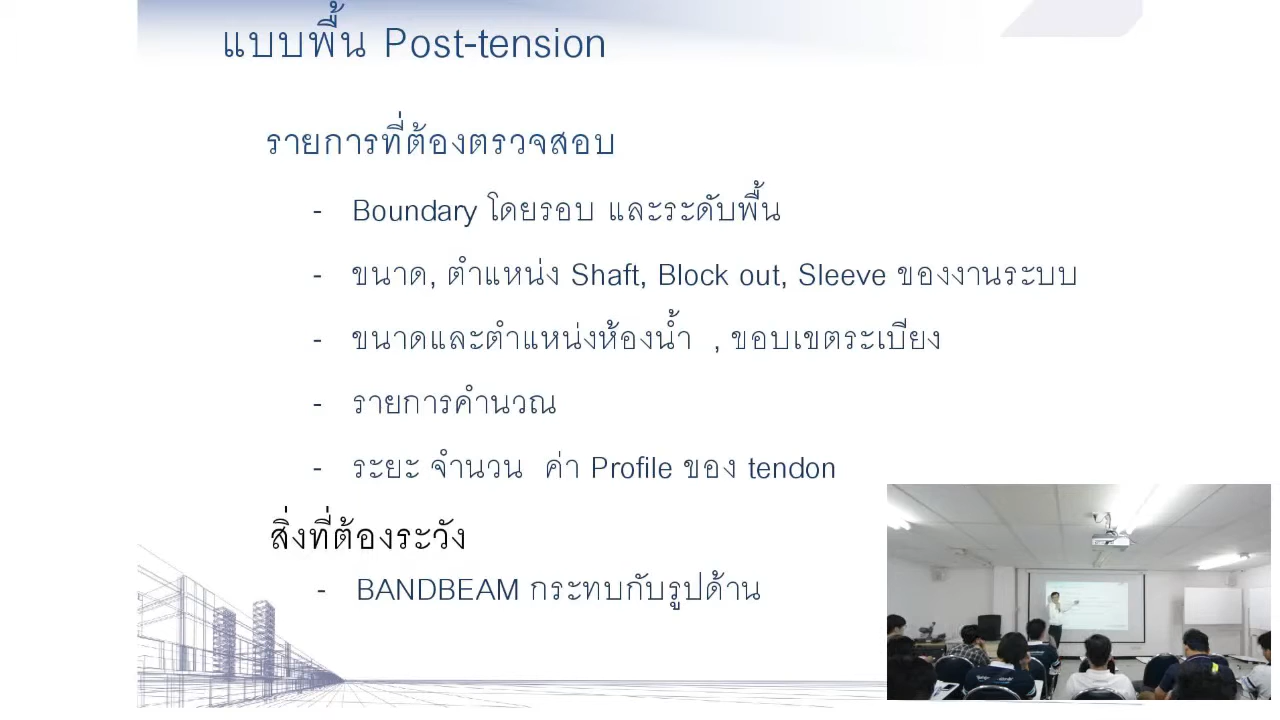 แบบพื้น Post-tension
รายการที่ต้องตรวจสอบ
- Boundary โดยรอบ และระดับพื้น
- ขนาด, ตำแหน่ง Shaft, Block out, Sleeve ของงานระบบ
- ขนาดและตำแหน่งห้องน้ำ , ขอบเขตระเบียง
- รายการคำนวณ
- ระยะ จำนวน ค่า Profile ของ tendon
สิ่งที่ต้องระวัง
- BANDBEAM กระทบกับรูปด้าน